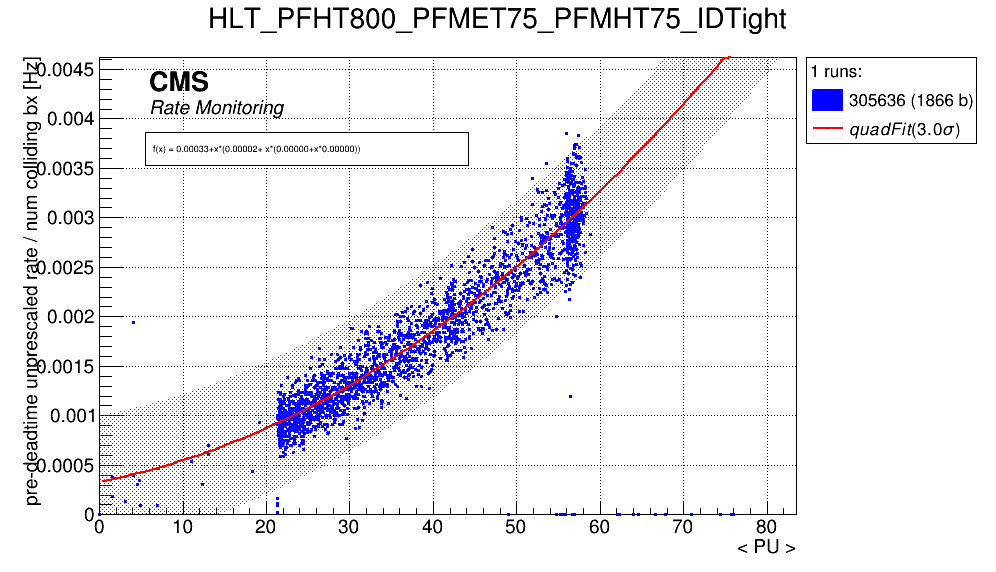 HLT_PFHT800_PFMET75_PFMHT75_IDTight
pre-deadtime unprescaled rate / num colliding bx [Hz]
0.0045
0.004
0.0035
0.003
0.0025
0.002
0.0015
0.001
0.0005
0
CMS
Rate Monitoring
f(x) = 0.00033+x*(0.00002+ x*(0.00000+x*0.00000))
1 runs:
305636 (1866 b)
quadFit(3.0σ)
0 10 20 30 40 50 60 70 80
< PU >